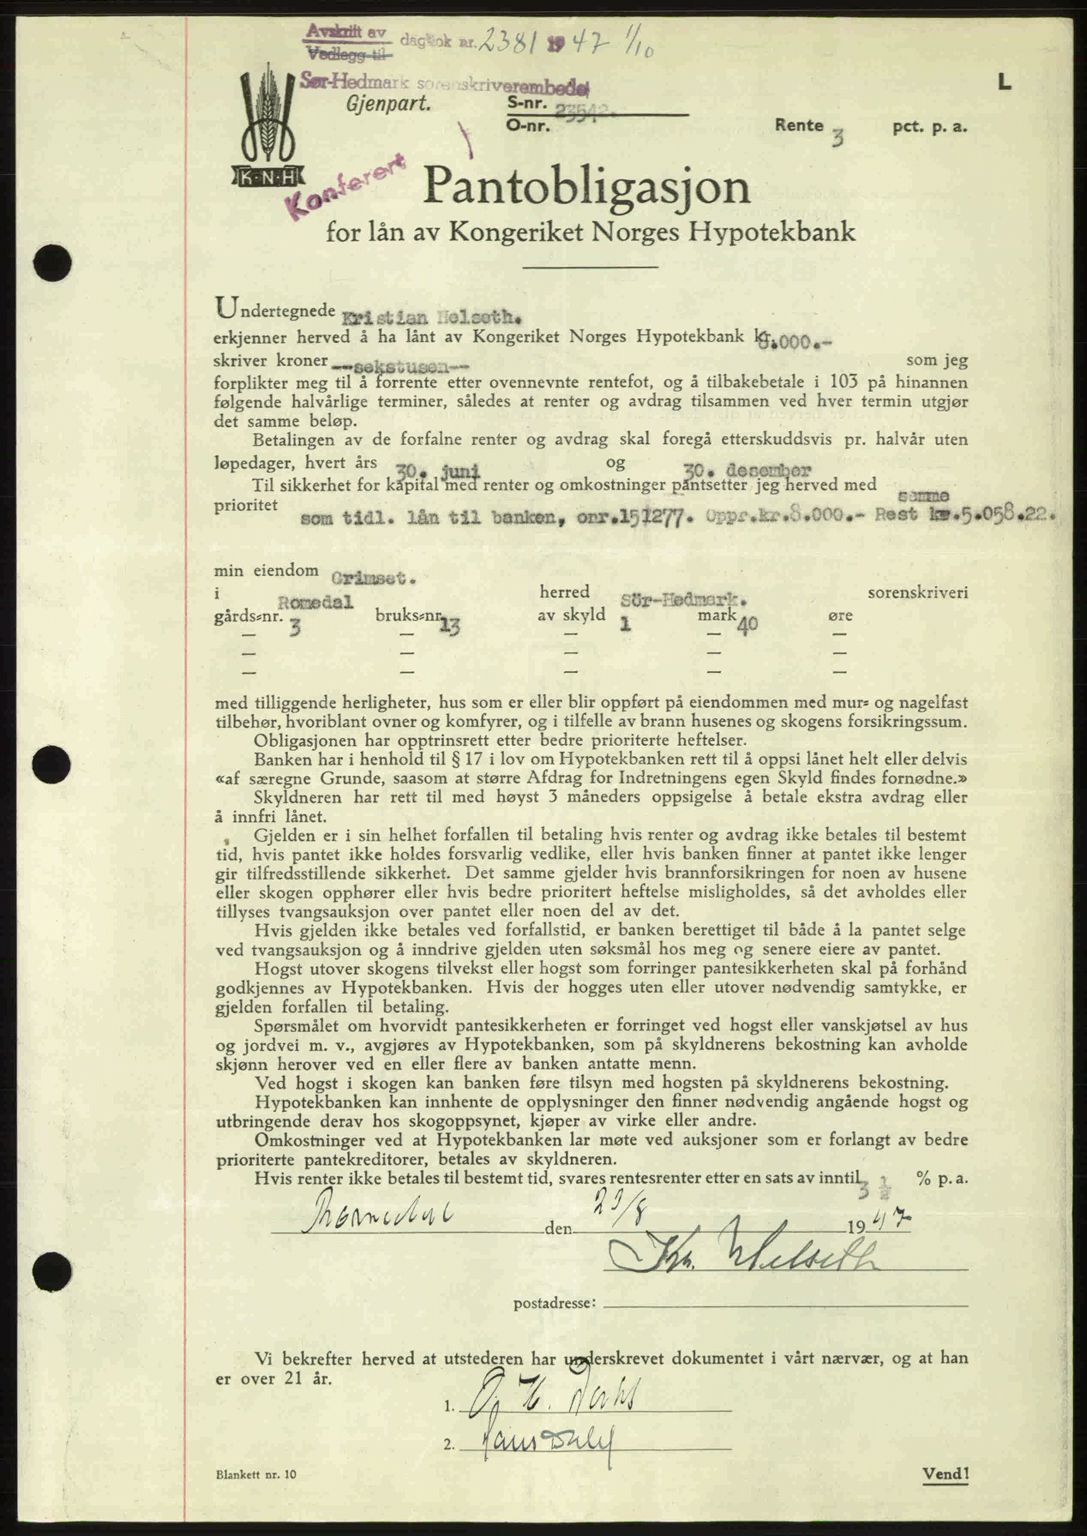 Avskrift av dagbok nr. 2381 1947 1/10
Vedlegg til
Sør-Hedmark sorenskriverembede
L
Gjenpart. S-nr. 23542.
O-nr. Rente 3 pct. p. a.
K·N·H
Konferert
Pantobligasjon
for lån av Kongeriket Norges Hypotekbank
Undertegnede Kristian Helseth.
erkjenner herved å ha lånt av Kongeriket Norges Hypotekbank kr. 6.000.-
skriver kroner --sekstusen-- som jeg
forplikter meg til å forrente etter ovennevnte rentefot, og å tilbakebetale i 103 på hinannen
følgende halvårlige terminer, således at renter og avdrag tilsammen ved hver termin utgjør
det samme beløp.
Betalingen av de forfalne renter og avdrag skal foregå etterskuddsvis pr. halvår uten
løpedager, hvert års 30. juni og 30. desember
Til sikkerhet for kapital med renter og omkostninger pantsetter jeg herved med samme
prioritet som tidl. lån til banken, onr.151277. Oppr.kr.8.000.- Rest kr.5.058.22.
min eiendom Grimset.
i Romedal herred Sör-Hedmark. sorenskriveri
gårds-nr. 3 bruks-nr. 13 av skyld 1 mark 40 øre
— — — — —
— — — — —
— — — — —
med tilliggende herligheter, hus som er eller blir oppført på eiendommen med mur- og nagelfast
tilbehør, hvoriblant ovner og komfyrer, og i tilfelle av brann husenes og skogens forsikringssum.
Obligasjonen har opptrinsrett etter bedre prioriterte heftelser.
Banken har i henhold til § 17 i lov om Hypotekbanken rett til å oppsi lånet helt eller delvis
«af særegne Grunde, saasom at større Afdrag for Indretningens egen Skyld findes fornødne.»
Skyldneren har rett til med høyst 3 måneders oppsigelse å betale ekstra avdrag eller
å innfri lånet.
Gjelden er i sin helhet forfallen til betaling hvis renter og avdrag ikke betales til bestemt
tid, hvis pantet ikke holdes forsvarlig vedlike, eller hvis banken finner at pantet ikke lenger
gir tilfredsstillende sikkerhet. Det samme gjelder hvis brannforsikringen for noen av husene
eller skogen opphører eller hvis bedre prioritert heftelse misligholdes, så det avholdes eller
tillyses tvangsauksjon over pantet eller noen del av det.
Hvis gjelden ikke betales ved forfallstid, er banken berettiget til både å la pantet selge
ved tvangsauksjon og å inndrive gjelden uten søksmål hos meg og senere eiere av pantet.
Hogst utover skogens tilvekst eller hogst som forringer pantesikkerheten skal på forhånd
godkjennes av Hypotekbanken. Hvis der hogges uten eller utover nødvendig samtykke, er
gjelden forfallen til betaling.
Spørsmålet om hvorvidt pantesikkerheten er forringet ved hogst eller vanskjøtsel av hus
og jordvei m. v., avgjøres av Hypotekbanken, som på skyldnerens bekostning kan avholde
skjønn herover ved en eller flere av banken antatte menn.
Ved hogst i skogen kan banken føre tilsyn med hogsten på skyldnerens bekostning.
Hypotekbanken kan innhente de opplysninger den finner nødvendig angående hogst og
utbringende derav hos skogoppsynet, kjøper av virke eller andre.
Omkostninger ved at Hypotekbanken lar møte ved auksjoner som er forlangt av bedre
prioriterte pantekreditorer, betales av skyldneren.
Hvis renter ikke betales til bestemt tid, svares rentesrenter etter en sats av inntil 3 1/2 % p. a.
Romedal den 23/8 1947
Kr. Helseth
postadresse:
Vi bekrefter herved at utstederen har underskrevet dokumentet i vårt nærvær, og at han
er over 21 år.
1. O. H.
2. Hans
Blankett nr. 10 Vend!